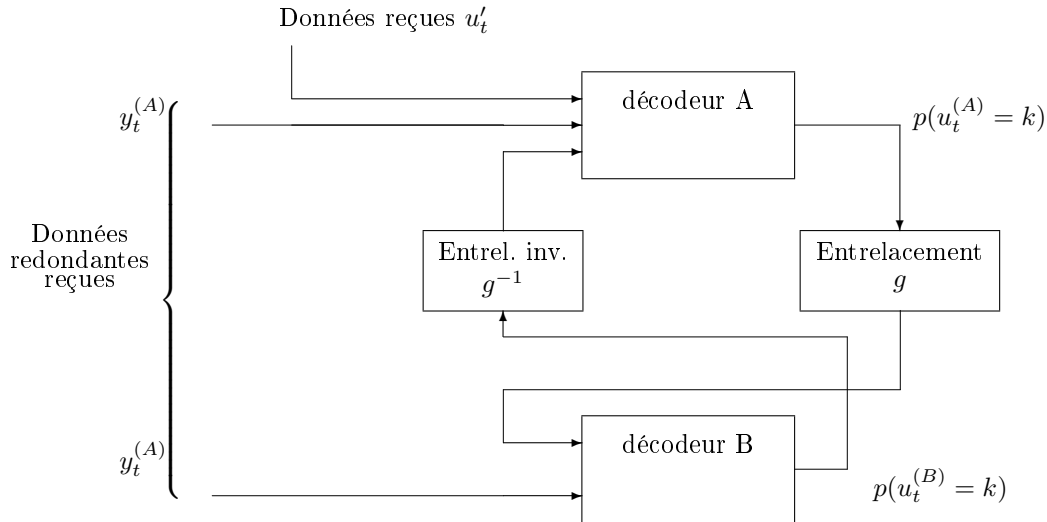 Données reçues u′_t
décodeur A
y_t^(A)
p(u_t^(A) = k)
Données
redondantes
reçues
Entrel. inv.
g^−1
Entrelacement
g
décodeur B
y_t^(A)
p(u_t^(B) = k)